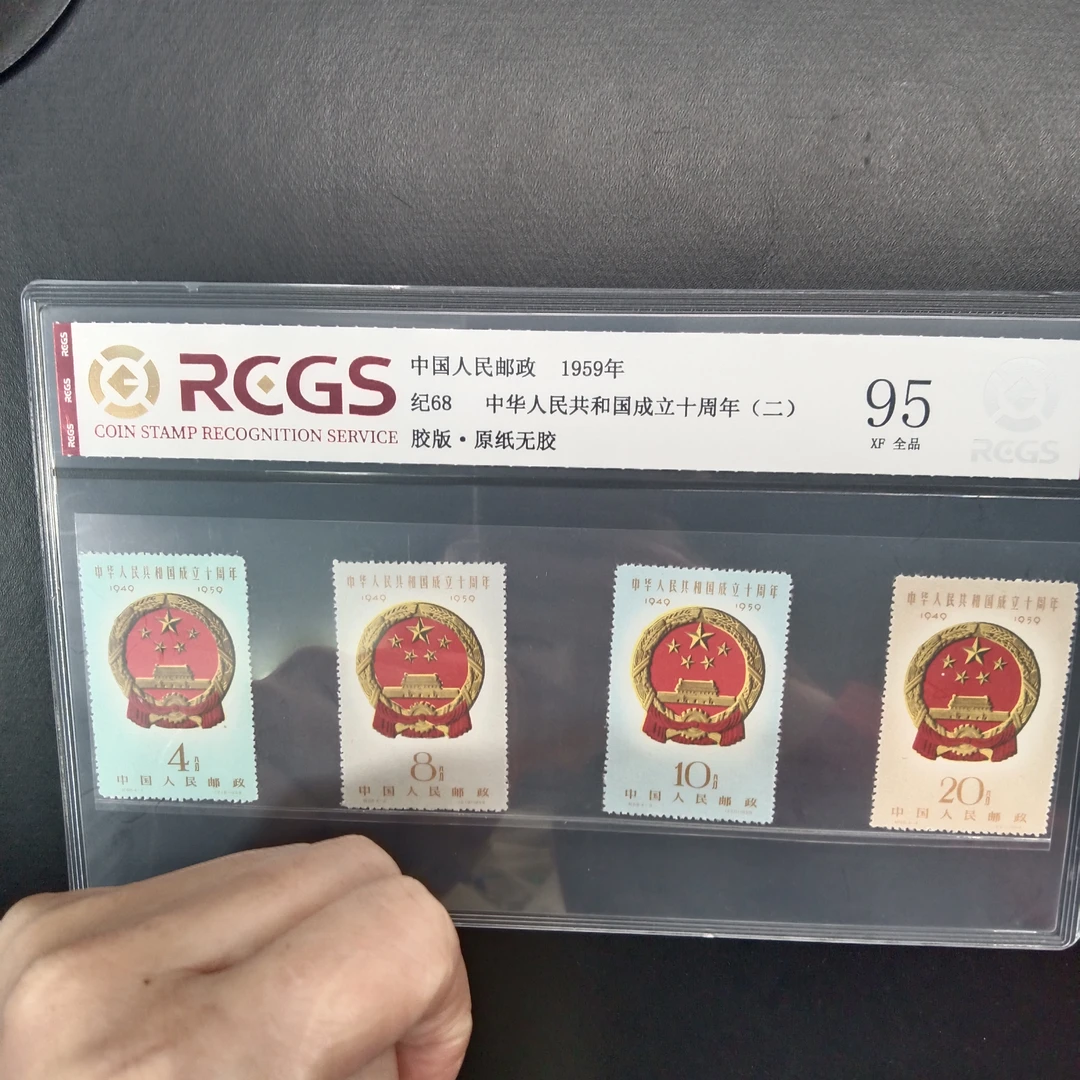 RCGS
RCGS
RCGS
RCGS
COIN STAMP RECOGNITION SERVICE
中国人民邮政 1959年
纪68 中华人民共和国成立十周年（二）
胶版·原纸无胶
95
XF 全品
RCGS
中华人民共和国成立十周年
1949 1959
4分
中国人民邮政
中华人民共和国成立十周年
1949 1959
8分
中国人民邮政
中华人民共和国成立十周年
1949 1959
10分
中国人民邮政
中华人民共和国成立十周年
1949 1959
20分
中国人民邮政